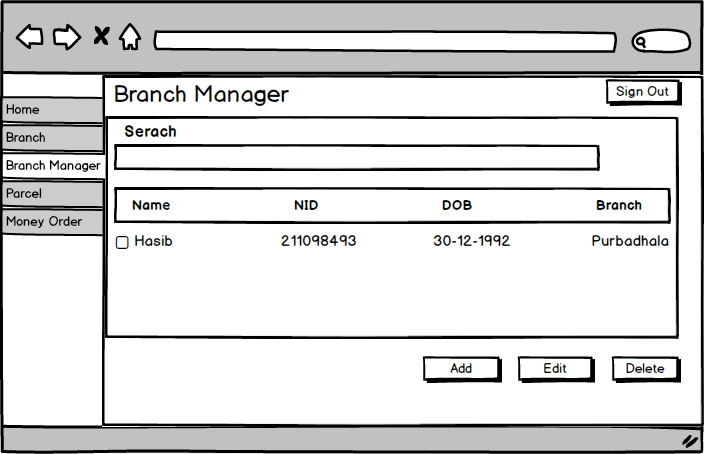 Branch Manager
Sign Out
Home
Branch
Branch Manager
Parcel
Money Order
Serach
Name NID DOB Branch
Hasib 211098493 30-12-1992 Purbadhala
Add Edit Delete